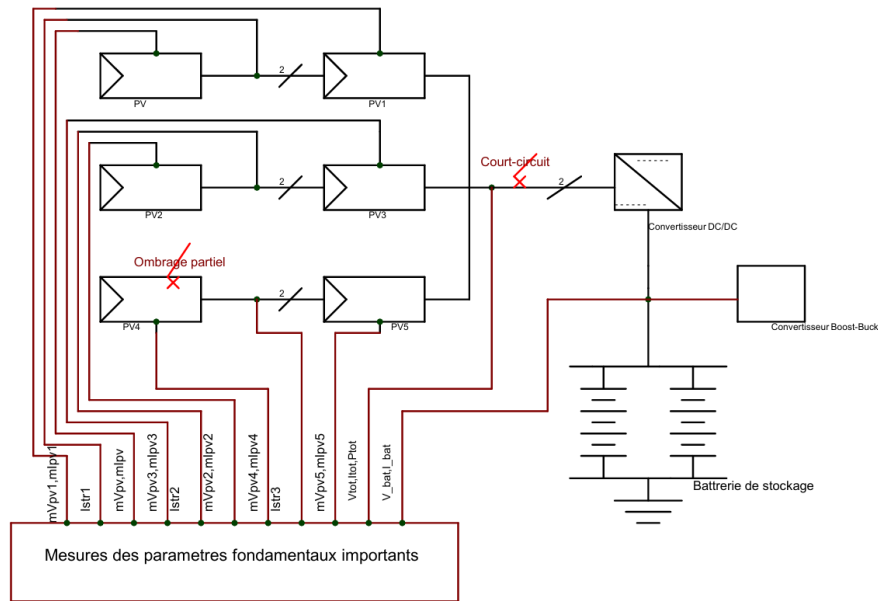 2
PV
PV1
Court-circuit
2
2
PV2
PV3
Convertisseur DC/DC
Ombrage partiel
2
PV4
PV5
Convertisseur Boost-Buck
mVpv1,mIpv1
Istr1
mVpv,mIpv
mVpv3,mIpv3
Istr2
mVpv2,mIpv2
mVpv4,mIpv4
Istr3
mVpv5,mIpv5
Vtot,Itot,Ptot
V_bat,I_bat
Battrerie de stockage
Mesures des parametres fondamentaux importants